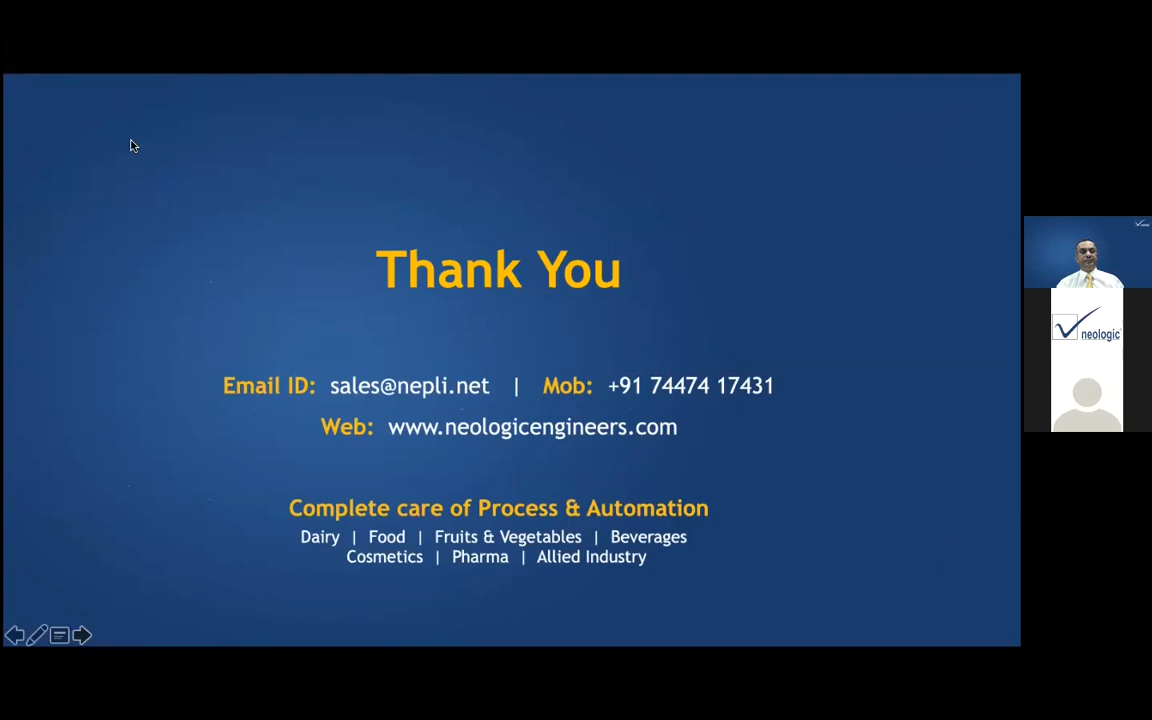 Thank You
Email ID: sales@nepli.net | Mob: +91 74474 17431
Web: www.neologicengineers.com
Complete care of Process & Automation
Dairy | Food | Fruits & Vegetables | Beverages
Cosmetics | Pharma | Allied Industry
neologic